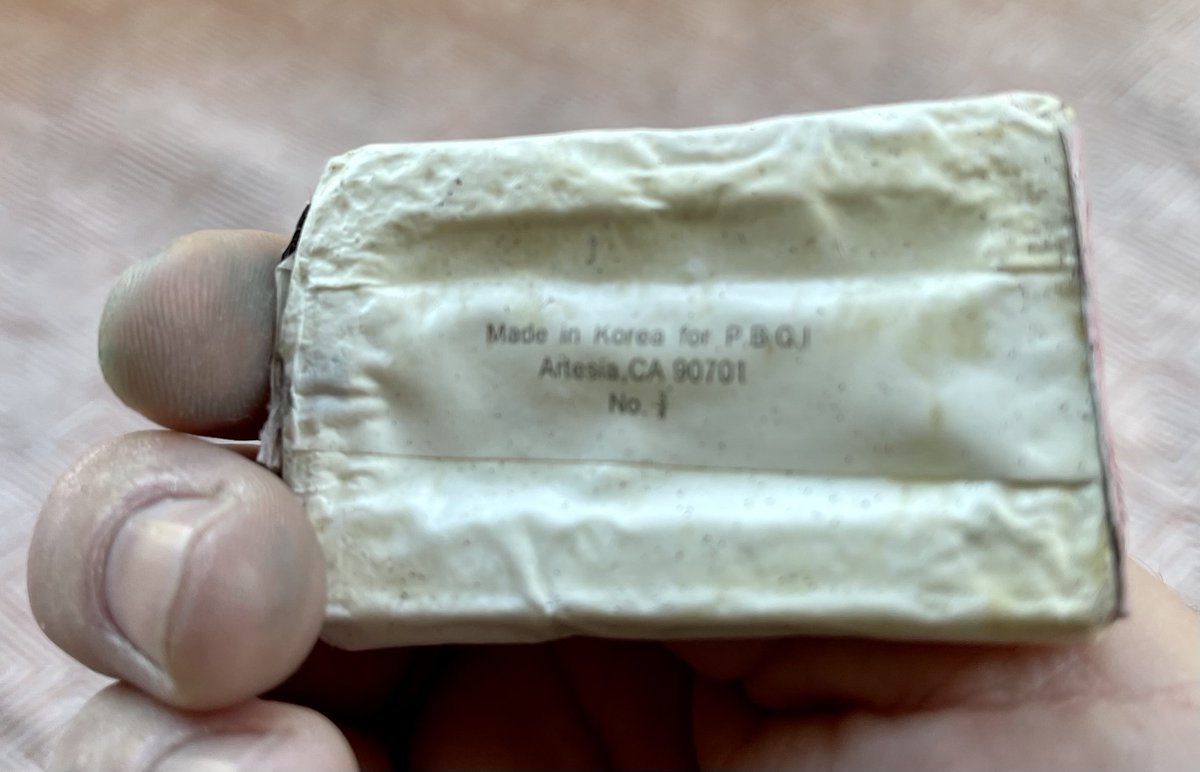 Made in Korea for P.B.G.I
Artesia,CA 90701
No.